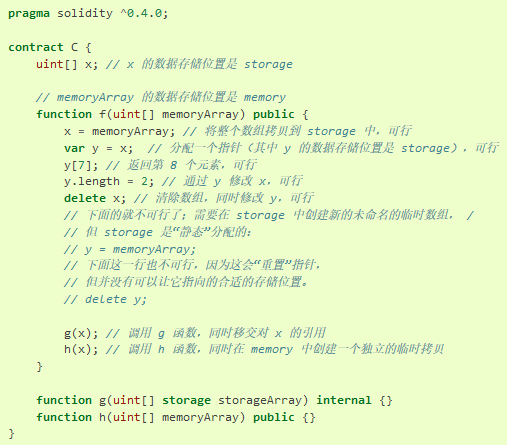 pragma solidity ^0.4.0;
contract C {
    uint[] x; // x 的数据存储位置是 storage
    // memoryArray 的数据存储位置是 memory
    function f(uint[] memoryArray) public {
        x = memoryArray; // 将整个数组拷贝到 storage 中，可行
        var y = x;  // 分配一个指针（其中 y 的数据存储位置是 storage），可行
        y[7]; // 返回第 8 个元素，可行
        y.length = 2; // 通过 y 修改 x，可行
        delete x; // 清除数组，同时修改 y，可行
        // 下面的就不可行了；需要在 storage 中创建新的未命名的临时数组， /
        // 但 storage 是“静态”分配的：
        // y = memoryArray;
        // 下面这一行也不可行，因为这会“重置”指针，
        // 但并没有可以让它指向的合适的存储位置。
        // delete y;
        g(x); // 调用 g 函数，同时移交对 x 的引用
        h(x); // 调用 h 函数，同时在 memory 中创建一个独立的临时拷贝
    }
    function g(uint[] storage storageArray) internal {}
    function h(uint[] memoryArray) public {}
}